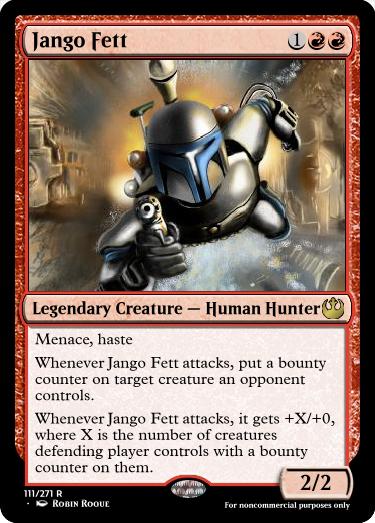 Jango Fett 1
Legendary Creature — Human Hunter
Menace, haste
Whenever Jango Fett attacks, put a bounty
counter on target creature an opponent
controls.
Whenever Jango Fett attacks, it gets +X/+0,
where X is the number of creatures
defending player controls with a bounty
counter on them.
2/2
111/271 R
· Robin Roque
For noncommercial purposes only